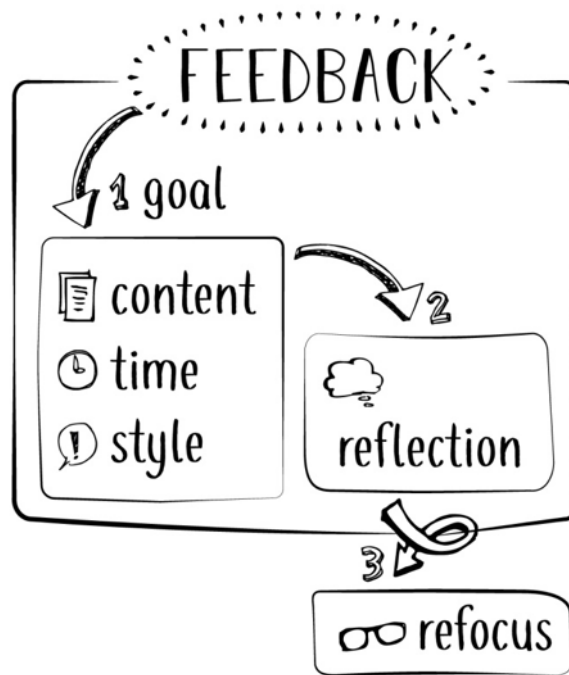 FEEDBACK
1 goal
content
time
style
2
reflection
3
refocus